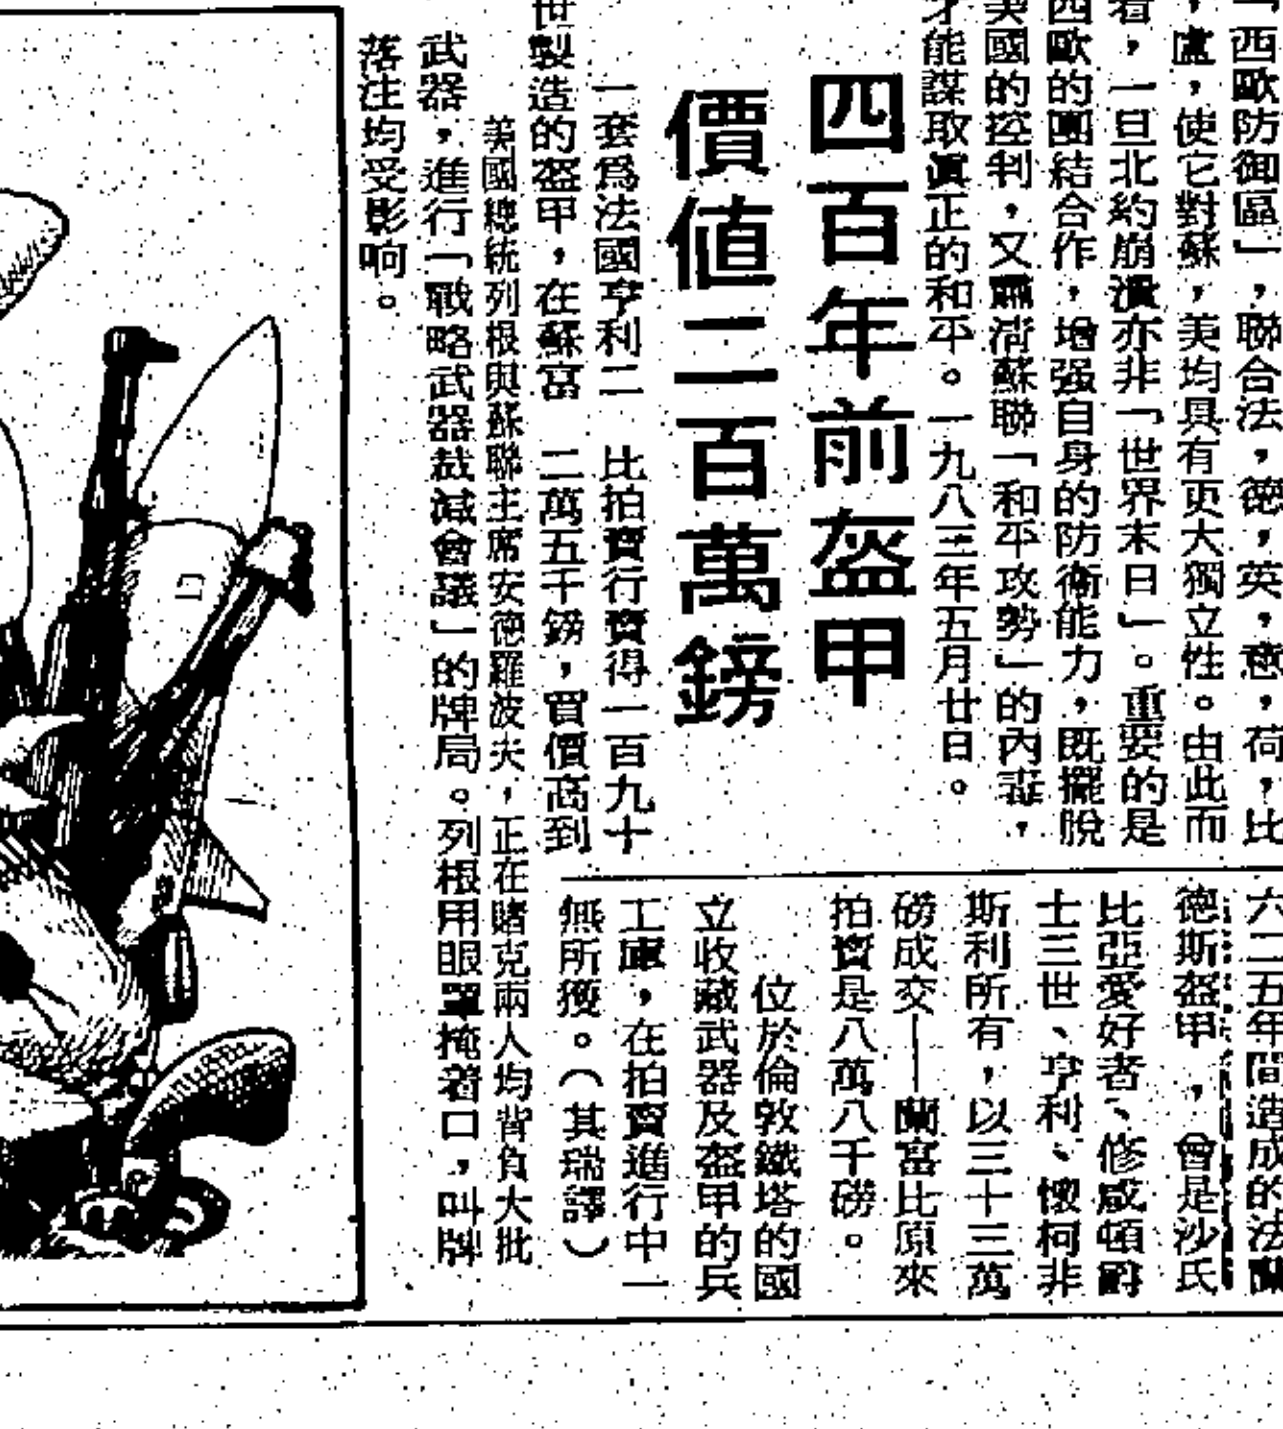 「西歐防御區」，聯合法，德，英，意，荷，比
，盧，使它對蘇，美均具有更大獨立性。由此而
看，一旦北約崩潰亦非「世界末日」。重要的是
西歐的團結合作，增强自身的防衛能力，既擺脫
美國的控制，又肅清蘇聯「和平攻勢」的內毒，
才能謀取眞正的和平。一九八三年五月廿日。
四百年前盔甲
價值二百萬鎊
一套爲法國亨利二
世製造的盔甲，在蘇富
比拍賣行賣得一百九十
二萬五千鎊，買價高到
六二五年間造成的法蘭
德斯盔甲，曾是沙氏
比亞愛好者、修咸頓爵
士三世、亨利、懷柯非
斯利所有，以三十三萬
磅成交——蘭富比原來
拍賣是八萬八千磅。
位於倫敦鐵塔的國
立收藏武器及盔甲的兵
工庫，在拍賣進行中一
無所獲。（其瑞譯）
美國總統列根與蘇聯主席安德羅波夫，正在賭克兩人均背負大批
武器，進行「戰略武器裁減會議」的牌局。列根用眼罩掩着口，叫牌
落注均受影响。